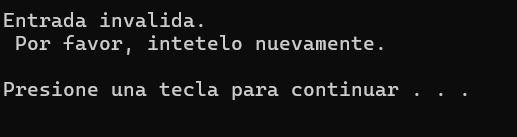 Entrada invalida.
Por favor, intetelo nuevamente.
Presione una tecla para continuar . . .